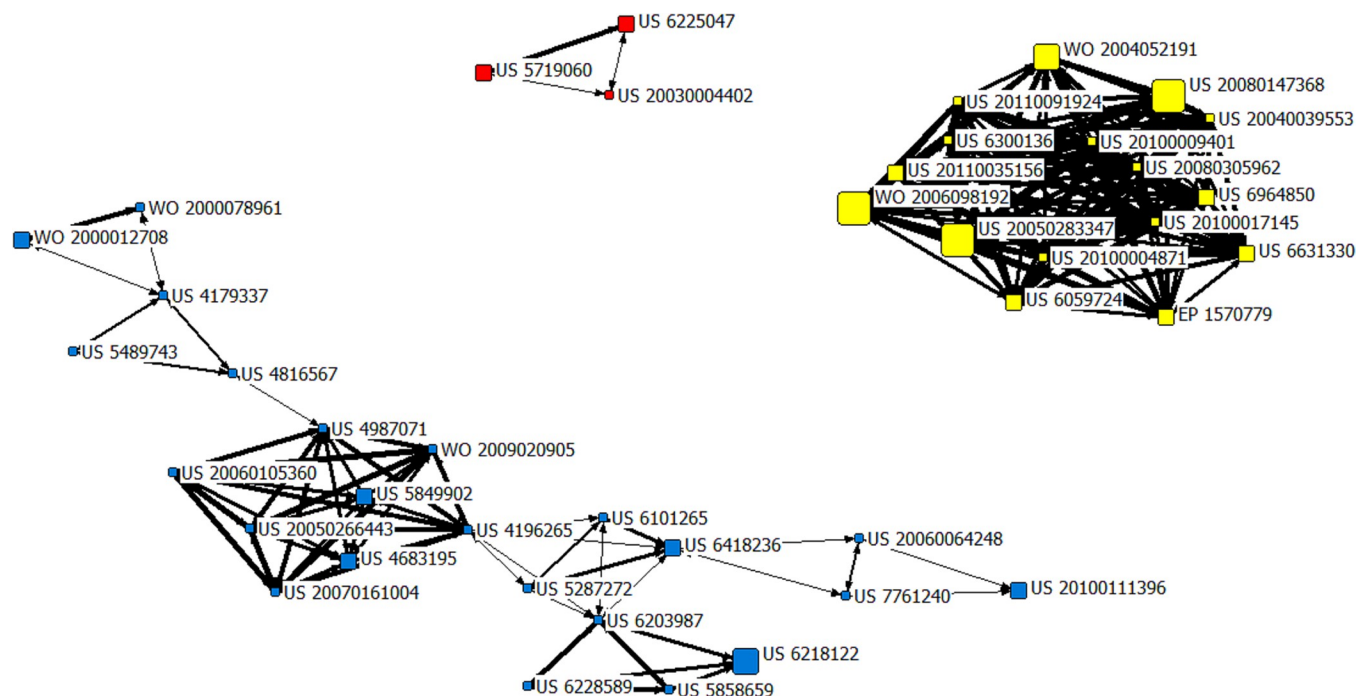 US 6225047
US 5719060
US 20030004402
WO 2004052191
US 20080147368
US 20110091924
US 20040039553
US 6300136
US 20100009401
US 20110035156
US 20080305962
WO 2006098192
US 6964850
US 20050283347
US 20100017145
US 20100004871
US 6631330
US 6059724
EP 1570779
WO 2000078961
WO 2000012708
US 4179337
US 5489743
US 4816567
US 4987071
WO 2009020905
US 20060105360
US 5849902
US 20050266443
US 4196265
US 4683195
US 20070161004
US 6101265
US 6418236
US 20060064248
US 5287272
US 7761240
US 20100111396
US 6203987
US 6218122
US 6228589
US 5858659